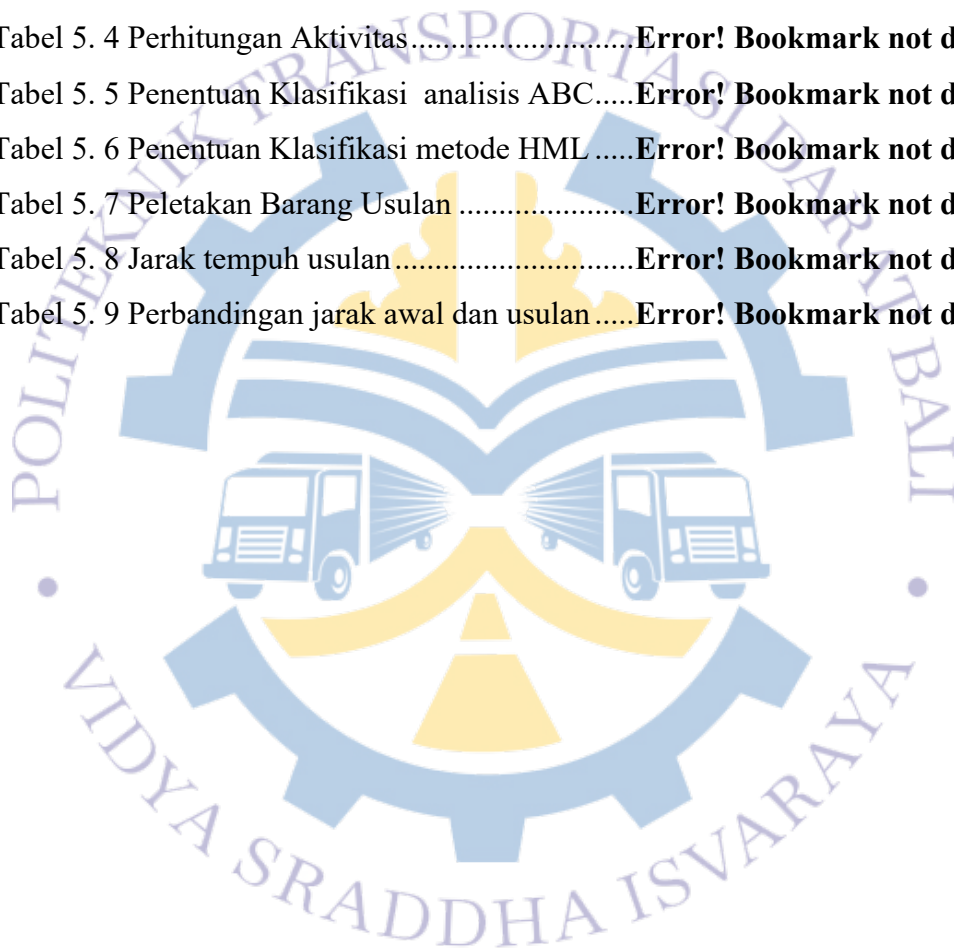 Tabel 5. 4 Perhitungan Aktivitas...........................Error! Bookmark not d
Tabel 5. 5 Penentuan Klasifikasi  analisis ABC.....Error! Bookmark not d
Tabel 5. 6 Penentuan Klasifikasi metode HML.....Error! Bookmark not d
Tabel 5. 7 Peletakan Barang Usulan.....................Error! Bookmark not d
Tabel 5. 8 Jarak tempuh usulan.............................Error! Bookmark not d
Tabel 5. 9 Perbandingan jarak awal dan usulan.....Error! Bookmark not d
POLITEKNIK TRANSPORTASI DARAT BALI
VIDYA SRADDHA ISVARAYA